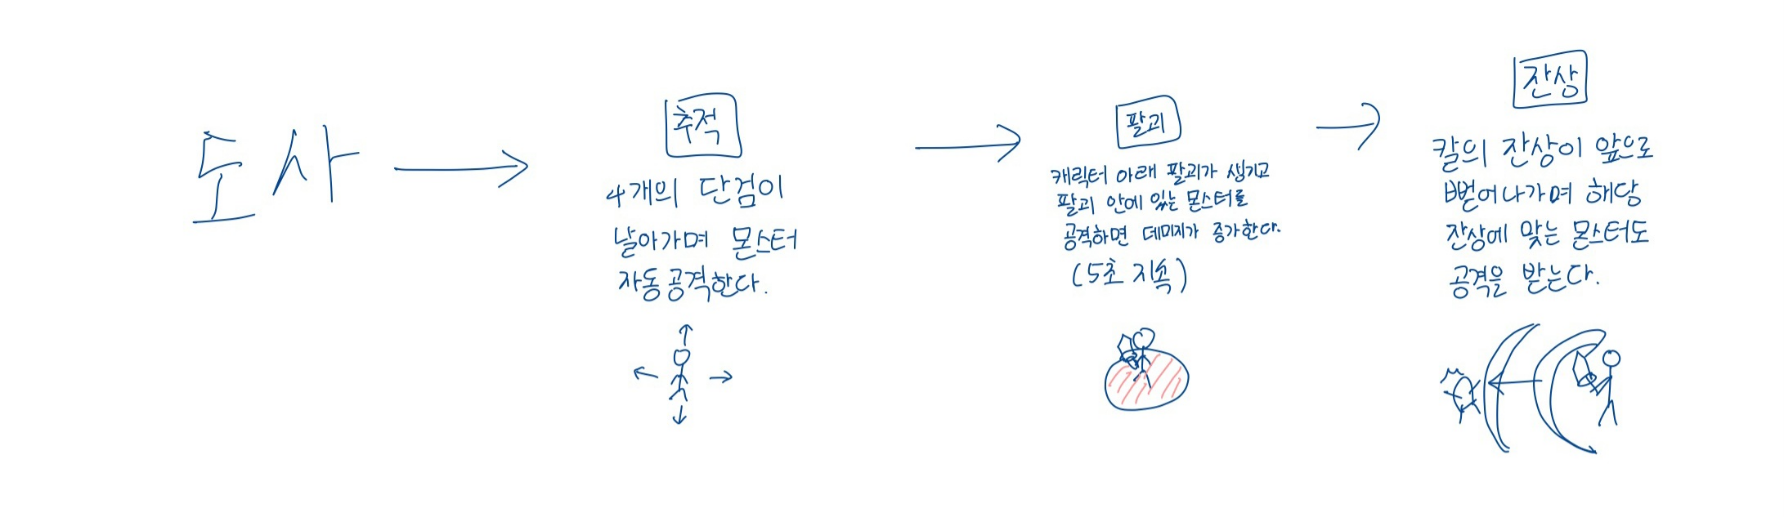 도사
추적
4개의 단검이
날아가며 몬스터
자동공격한다.
팔괘
캐릭터 아래 팔괘가 생기고
팔괘 안에 있는 몬스터를
공격하면 데미지가 증가한다.
(5초 지속)
잔상
칼의 잔상이 앞으로
뻗어나가며 해당
잔상에 맞는 몬스터도
공격을 받는다.